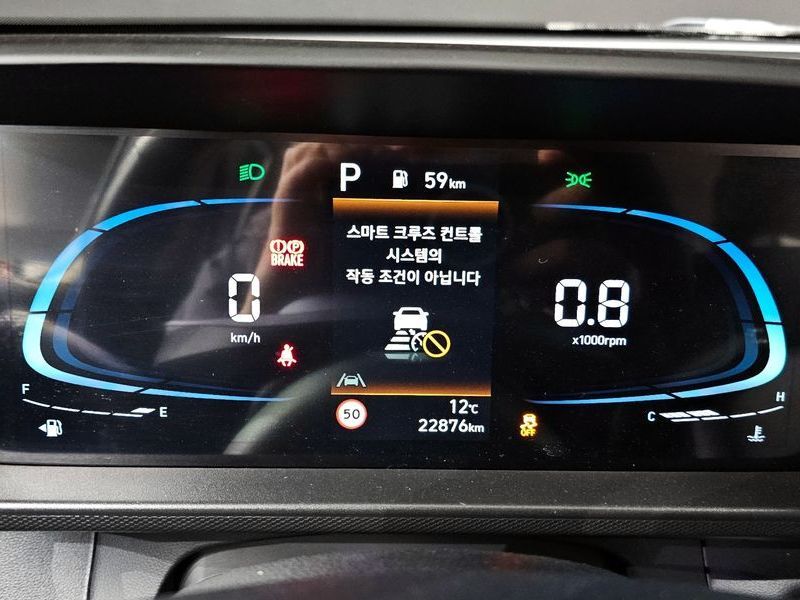 P 59km
스마트 크루즈 컨트롤
시스템의
작동 조건이 아닙니다
(!) (P)
BRAKE
0
km/h
0.8
x1000rpm
F
E
50
12℃
22876km
OFF
C
H